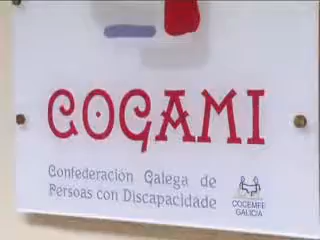 COGAMI
Confederación Galega de
Persoas con Discapacidade
COCEMFE
GALICIA